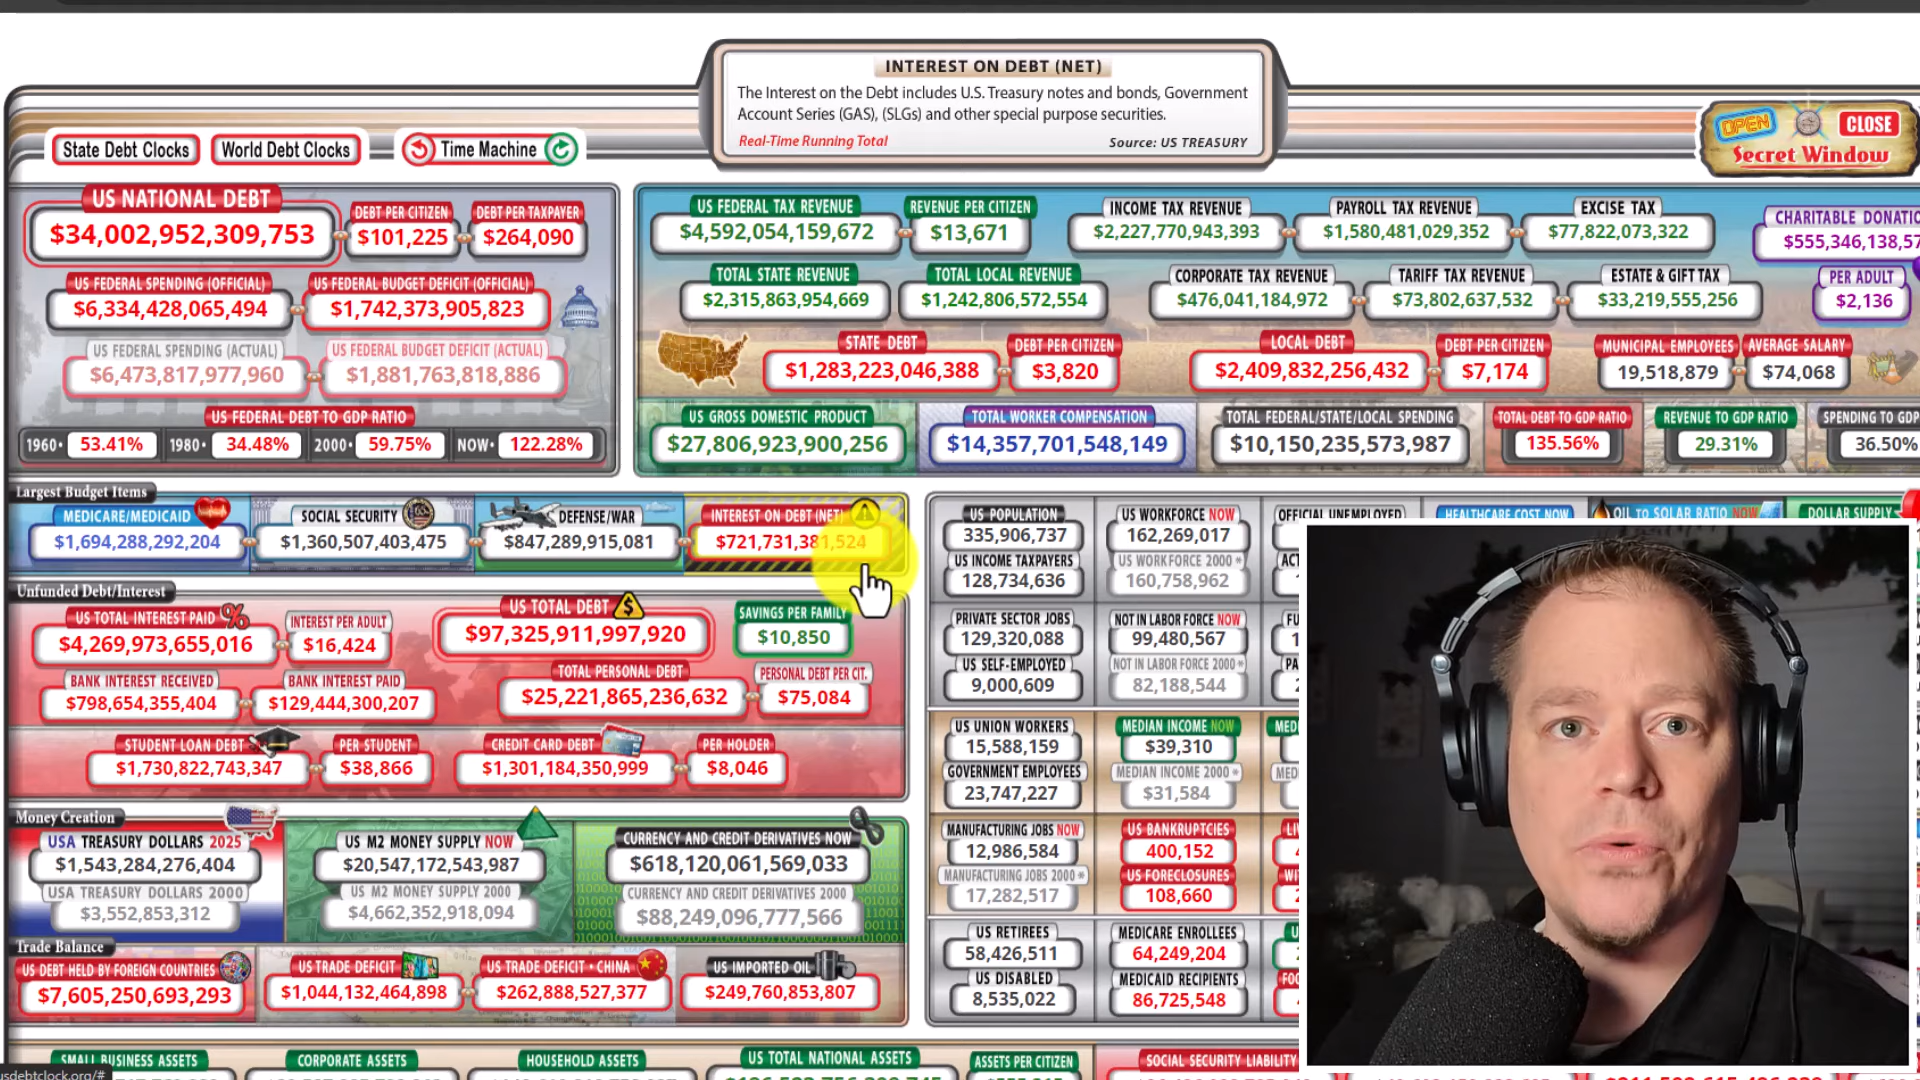 INTEREST ON DEBT (NET)
The Interest on the Debt includes U.S. Treasury notes and bonds, Government
Account Series (GAS), (SLGs) and other special purpose securities.
Real-Time Running Total
Source: US TREASURY
State Debt Clocks
World Debt Clocks
Time Machine
OPEN
CLOSE
Secret Window
US NATIONAL DEBT
$34,002,952,309,753
DEBT PER CITIZEN
$101,225
DEBT PER TAXPAYER
$264,090
US FEDERAL SPENDING (OFFICIAL)
$6,334,428,065,494
US FEDERAL BUDGET DEFICIT (OFFICIAL)
$1,742,373,905,823
US FEDERAL SPENDING (ACTUAL)
$6,473,817,977,960
US FEDERAL BUDGET DEFICIT (ACTUAL)
$1,881,763,818,886
US FEDERAL DEBT TO GDP RATIO
1960• 53.41% 1980• 34.48% 2000• 59.75% NOW• 122.28%
US FEDERAL TAX REVENUE
$4,592,054,159,672
REVENUE PER CITIZEN
$13,671
INCOME TAX REVENUE
$2,227,770,943,393
PAYROLL TAX REVENUE
$1,580,481,029,352
EXCISE TAX
$77,822,073,322
CHARITABLE DONATIO
$555,346,138,57
TOTAL STATE REVENUE
$2,315,863,954,669
TOTAL LOCAL REVENUE
$1,242,806,572,554
CORPORATE TAX REVENUE
$476,041,184,972
TARIFF TAX REVENUE
$73,802,637,532
ESTATE & GIFT TAX
$33,219,555,256
PER ADULT
$2,136
STATE DEBT
$1,283,223,046,388
DEBT PER CITIZEN
$3,820
LOCAL DEBT
$2,409,832,256,432
DEBT PER CITIZEN
$7,174
MUNICIPAL EMPLOYEES
19,518,879
AVERAGE SALARY
$74,068
US GROSS DOMESTIC PRODUCT
$27,806,923,900,256
TOTAL WORKER COMPENSATION
$14,357,701,548,149
TOTAL FEDERAL/STATE/LOCAL SPENDING
$10,150,235,573,987
TOTAL DEBT TO GDP RATIO
135.56%
REVENUE TO GDP RATIO
29.31%
SPENDING TO GDP
36.50%
Largest Budget Items
MEDICARE/MEDICAID
$1,694,288,292,204
SOCIAL SECURITY
$1,360,507,403,475
DEFENSE/WAR
$847,289,915,081
INTEREST ON DEBT (NET)
$721,731,381,524
Unfunded Debt/Interest
US TOTAL INTEREST PAID
$4,269,973,655,016
INTEREST PER ADULT
$16,424
US TOTAL DEBT
$97,325,911,997,920
SAVINGS PER FAMILY
$10,850
BANK INTEREST RECEIVED
$798,654,355,404
BANK INTEREST PAID
$129,444,300,207
TOTAL PERSONAL DEBT
$25,221,865,236,632
PERSONAL DEBT PER CIT.
$75,084
STUDENT LOAN DEBT
$1,730,822,743,347
PER STUDENT
$38,866
CREDIT CARD DEBT
$1,301,184,350,999
PER HOLDER
$8,046
Money Creation
USA TREASURY DOLLARS 2025
$1,543,284,276,404
USA TREASURY DOLLARS 2000
$3,552,853,312
US M2 MONEY SUPPLY NOW
$20,547,172,543,987
US M2 MONEY SUPPLY 2000
$4,662,352,918,094
CURRENCY AND CREDIT DERIVATIVES NOW
$618,120,061,569,033
CURRENCY AND CREDIT DERIVATIVES 2000
$88,249,096,777,566
Trade Balance
US DEBT HELD BY FOREIGN COUNTRIES
$7,605,250,693,293
US TRADE DEFICIT
$1,044,132,464,898
US TRADE DEFICIT • CHINA
$262,888,527,377
US IMPORTED OIL
$249,760,853,807
US POPULATION
335,906,737
US WORKFORCE NOW
162,269,017
OFFICIAL UNEMPLOYED
HEALTHCARE COST NOW
OIL TO SOLAR RATIO NOW
DOLLAR SUPPLY
US INCOME TAXPAYERS
128,734,636
US WORKFORCE 2000 *
160,758,962
PRIVATE SECTOR JOBS
129,320,088
NOT IN LABOR FORCE NOW
99,480,567
US SELF-EMPLOYED
9,000,609
NOT IN LABOR FORCE 2000 *
82,188,544
US UNION WORKERS
15,588,159
MEDIAN INCOME NOW
$39,310
GOVERNMENT EMPLOYEES
23,747,227
MEDIAN INCOME 2000 *
$31,584
MANUFACTURING JOBS NOW
12,986,584
US BANKRUPTCIES
400,152
MANUFACTURING JOBS 2000 *
17,282,517
US FORECLOSURES
108,660
US RETIREES
58,426,511
MEDICARE ENROLLEES
64,249,204
US DISABLED
8,535,022
MEDICAID RECIPIENTS
86,725,548
SMALL BUSINESS ASSETS
CORPORATE ASSETS
HOUSEHOLD ASSETS
US TOTAL NATIONAL ASSETS
ASSETS PER CITIZEN
SOCIAL SECURITY LIABILITY
usdebtclock.org/#